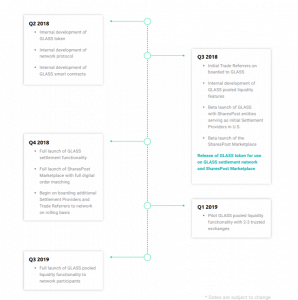 Q2 2018
Internal development of
GLASS token
Internal development of
network protocol
Internal development of
GLASS smart contracts
Q3 2018
Initial Trade Referrers on
boarded to GLASS
Internal development of
GLASS pooled liquidity
features
Beta launch of GLASS
with SharesPost entities
serving as initial Settlement
Providers in U.S
Beta launch of the
SharesPost Marketplace
Release of GLASS token for use
on GLASS settlement network
and SharesPost Marketplace
Q4 2018
Full launch of GLASS
settlement functionality
Full launch of SharesPost
Marketplace with full digital
order matching
Begin on boarding additional
Settlement Providers and
Trade Referrers to network
on rolling basis
Q1 2019
Pilot GLASS pooled liquidity
functionality with 2-3 trusted
exchanges
Q3 2019
Full launch of GLASS pooled
liquidity functionality to
network participants
* Dates are subject to change